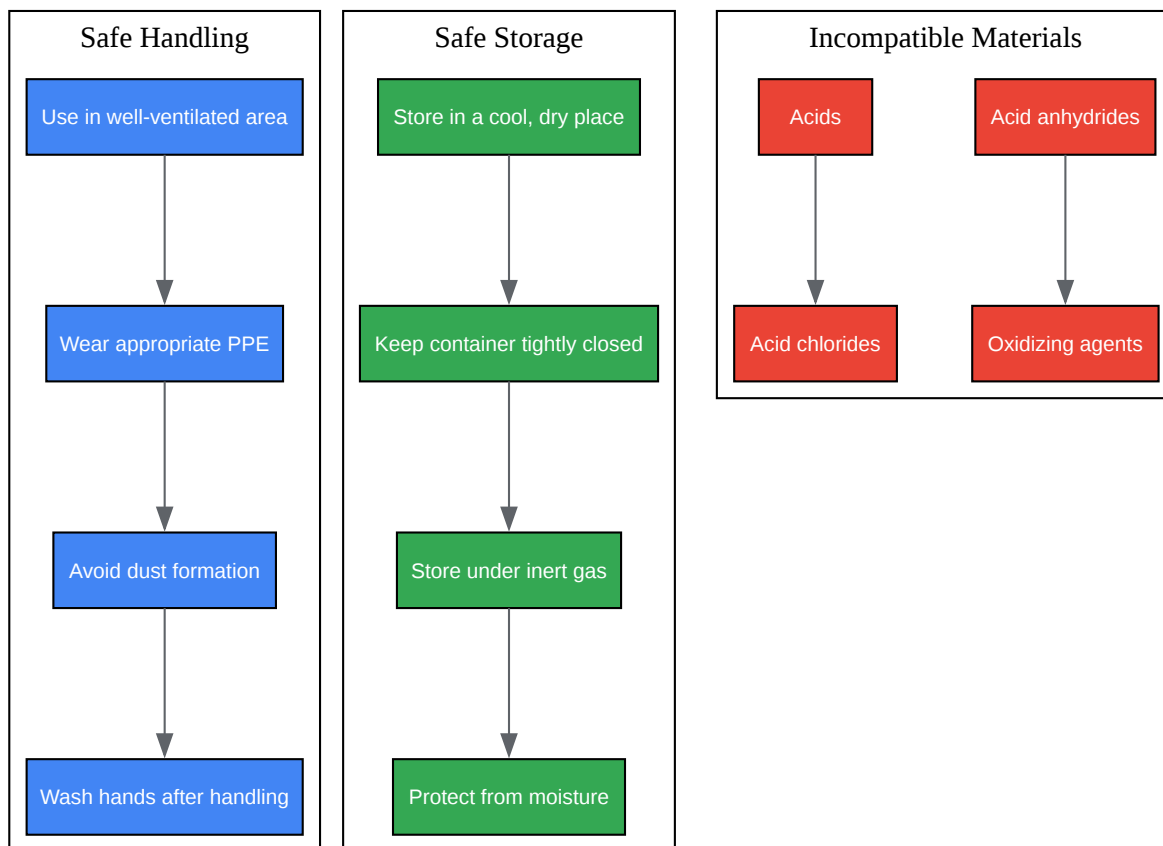 Safe Handling
Use in well-ventilated area
Wear appropriate PPE
Avoid dust formation
Wash hands after handling
Safe Storage
Store in a cool, dry place
Keep container tightly closed
Store under inert gas
Protect from moisture
Incompatible Materials
Acids
Acid anhydrides
Acid chlorides
Oxidizing agents